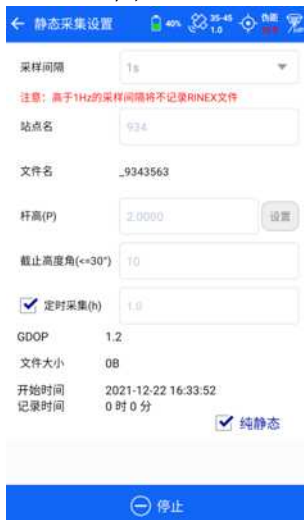 静态采集设置 40% 35-45 1.0
采样间隔 1s
注意：高于1Hz的采样间隔将不记录RINEX文件
站点名 934
文件名 _9343563
杆高(P) 2.0000 设置
截止高度角(<=30°) 10
定时采集(h) 1.0
GDOP 1.2
文件大小 0B
开始时间 2021-12-22 16:33:52
记录时间 0 时 0 分
纯静态
停止